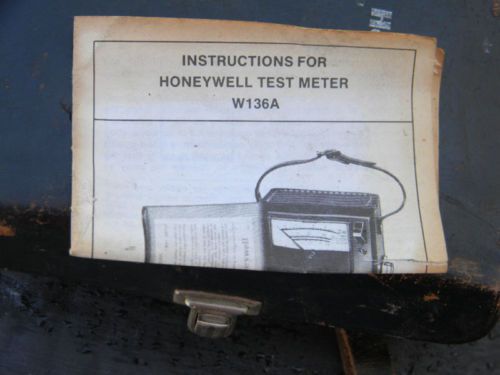 INSTRUCTIONS FOR
HONEYWELL TEST METER
W136A